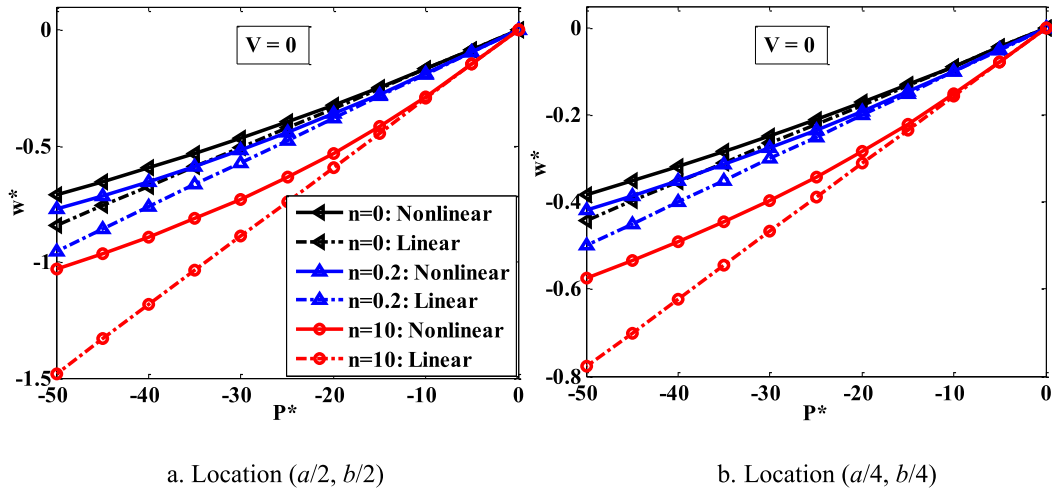 V = 0
w*
0
-0.5
-1
-1.5
-50 -40 -30 -20 -10 0
P*
n=0: Nonlinear
n=0: Linear
n=0.2: Nonlinear
n=0.2: Linear
n=10: Nonlinear
n=10: Linear
a. Location (a/2, b/2)
V = 0
w*
0
-0.2
-0.4
-0.6
-0.8
-50 -40 -30 -20 -10 0
P*
b. Location (a/4, b/4)